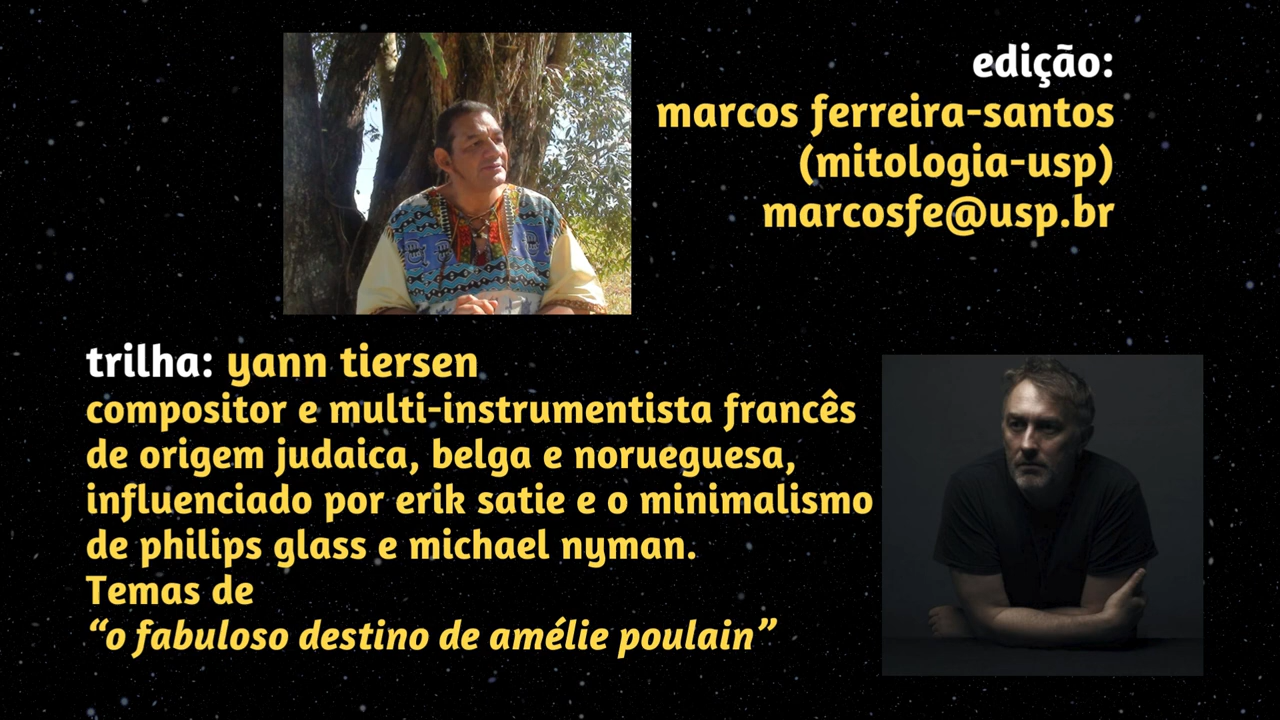 edição:
marcos ferreira-santos
(mitologia-usp)
marcosfe@usp.br
trilha: yann tiersen
compositor e multi-instrumentista francês
de origem judaica, belga e norueguesa,
influenciado por erik satie e o minimalismo
de philips glass e michael nyman.
Temas de
“o fabuloso destino de amélie poulain”